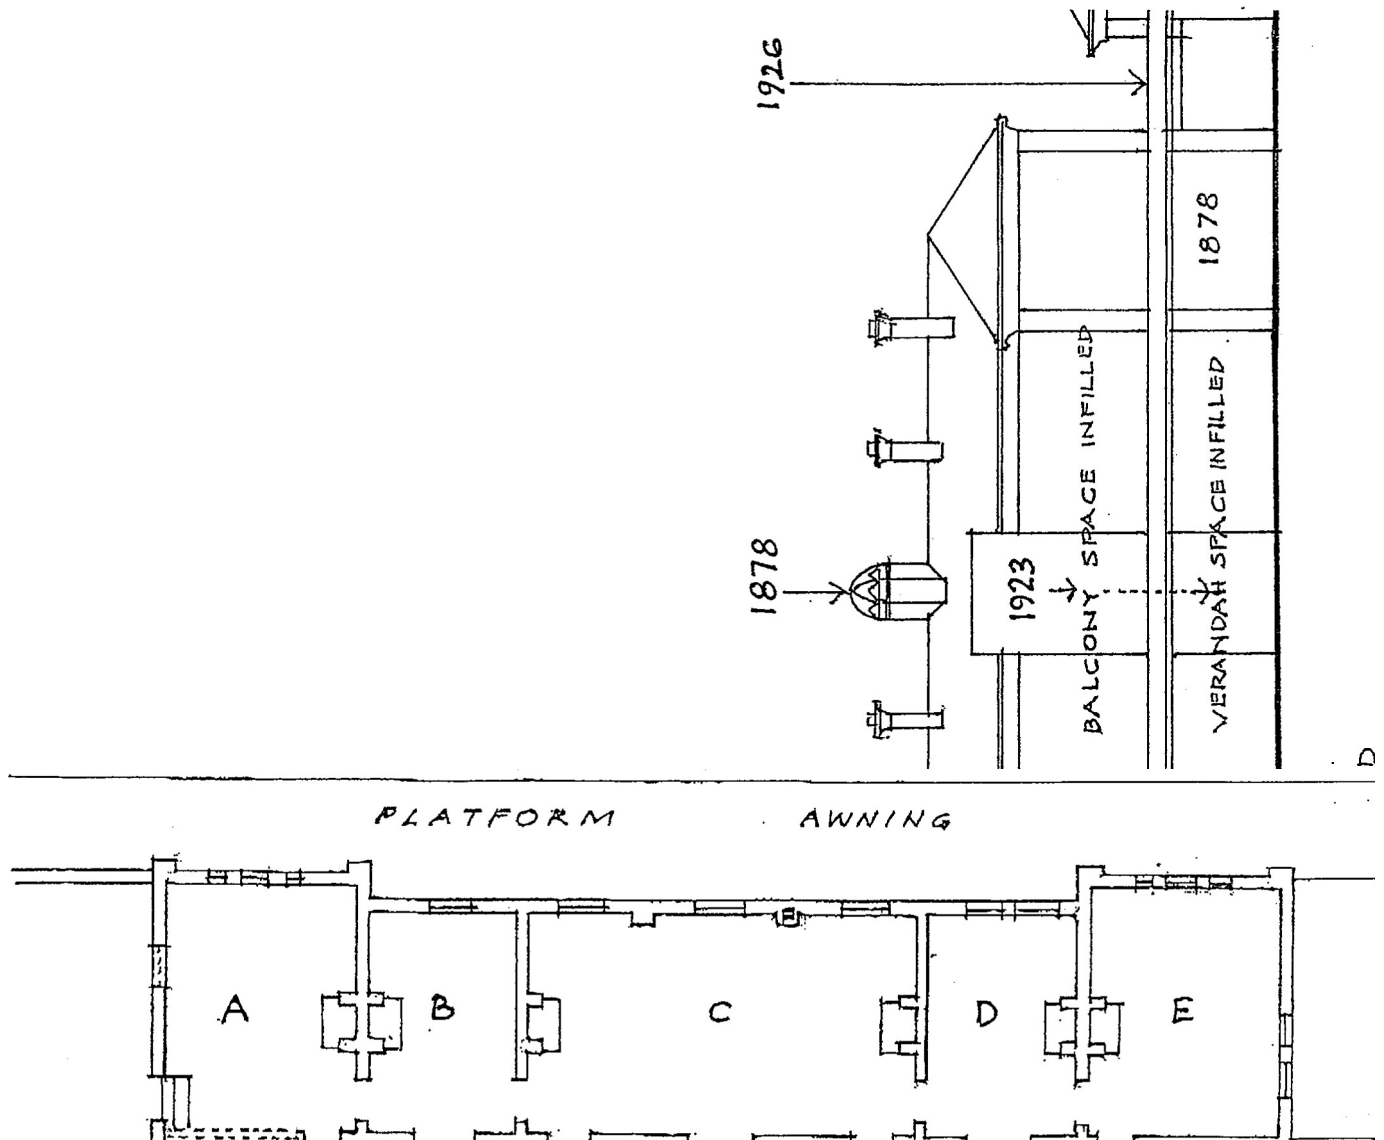 1926
1878
1878
1923
BALCONY SPACE INFILLED
VERANDAH SPACE INFILLED
D
PLATFORM AWNING
A B C D E